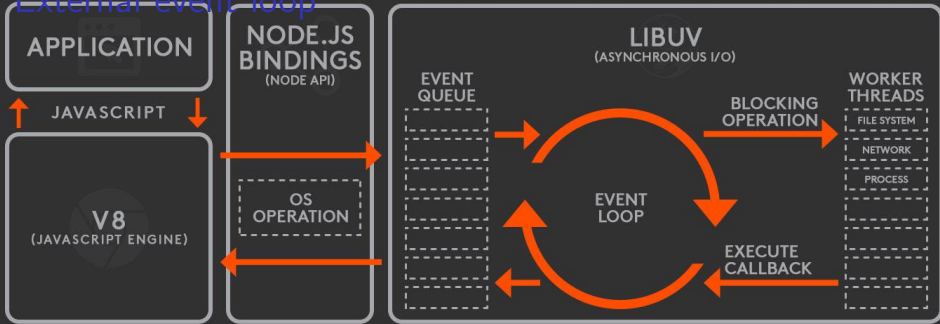 External event loop
APPLICATION
JAVASCRIPT
V8
(JAVASCRIPT ENGINE)
NODE.JS
BINDINGS
(NODE API)
OS
OPERATION
LIBUV
(ASYNCHRONOUS I/O)
EVENT
QUEUE
EVENT
LOOP
BLOCKING
OPERATION
EXECUTE
CALLBACK
WORKER
THREADS
FILE SYSTEM
NETWORK
PROCESS